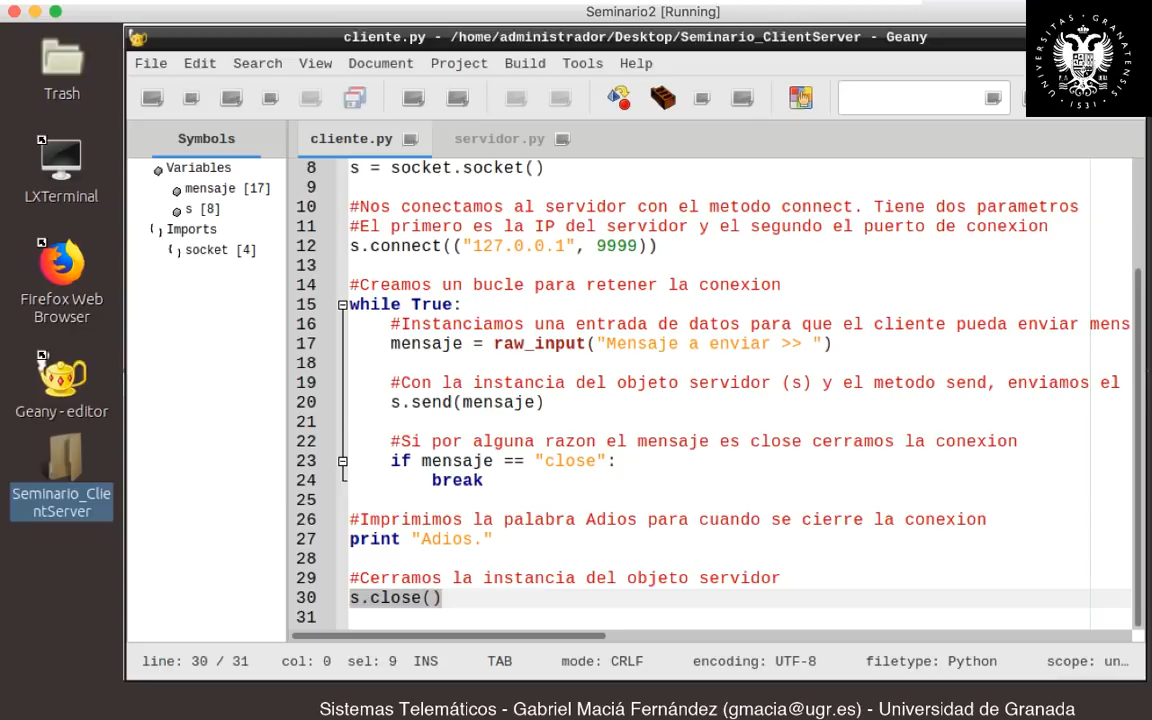 Seminario2 [Running]
cliente.py - /home/administrador/Desktop/Seminario_ClientServer - Geany
File Edit Search View Document Project Build Tools Help
Trash
LXTerminal
Firefox Web
Browser
Geany - editor
Seminario_Clie
ntServer
Symbols
Variables
mensaje [17]
s [8]
Imports
socket [4]
cliente.py servidor.py
8 s = socket.socket()
9
10 #Nos conectamos al servidor con el metodo connect. Tiene dos parametros
11 #El primero es la IP del servidor y el segundo el puerto de conexion
12 s.connect(("127.0.0.1", 9999))
13
14 #Creamos un bucle para retener la conexion
15 while True:
16 #Instanciamos una entrada de datos para que el cliente pueda enviar mens
17 mensaje = raw_input("Mensaje a enviar >> ")
18
19 #Con la instancia del objeto servidor (s) y el metodo send, enviamos el
20 s.send(mensaje)
21
22 #Si por alguna razon el mensaje es close cerramos la conexion
23 if mensaje == "close":
24 break
25
26 #Imprimimos la palabra Adios para cuando se cierre la conexion
27 print "Adios."
28
29 #Cerramos la instancia del objeto servidor
30 s.close()
31
line: 30 / 31 col: 0 sel: 9 INS TAB mode: CRLF encoding: UTF-8 filetype: Python scope: un...
UNIVERSITAS GRANATENSIS
1531
Sistemas Telemáticos - Gabriel Maciá Fernández (gmacia@ugr.es) - Universidad de Granada